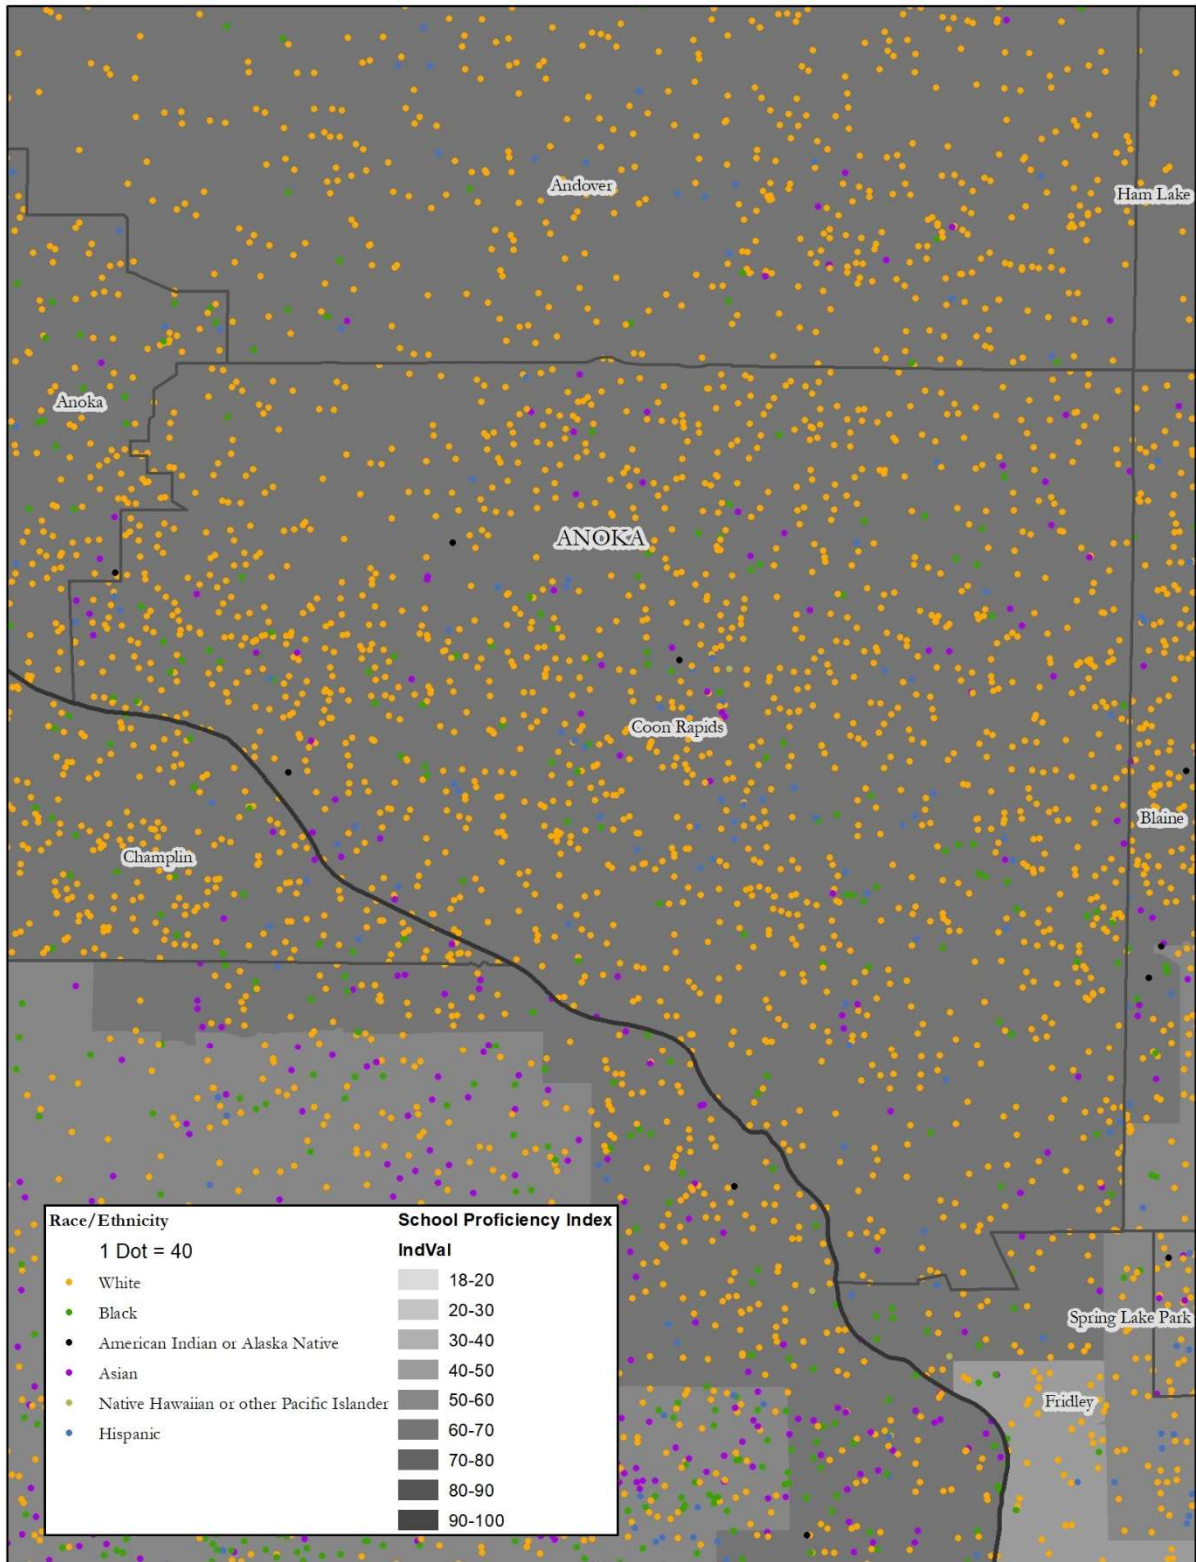 Andover
Ham Lake
Anoka
ANOKA
Coon Rapids
Blaine
Champlin
Spring Lake Park
Fridley
Race/Ethnicity
1 Dot = 40
White
Black
American Indian or Alaska Native
Asian
Native Hawaiian or other Pacific Islander
Hispanic
School Proficiency Index
IndVal
18-20
20-30
30-40
40-50
50-60
60-70
70-80
80-90
90-100